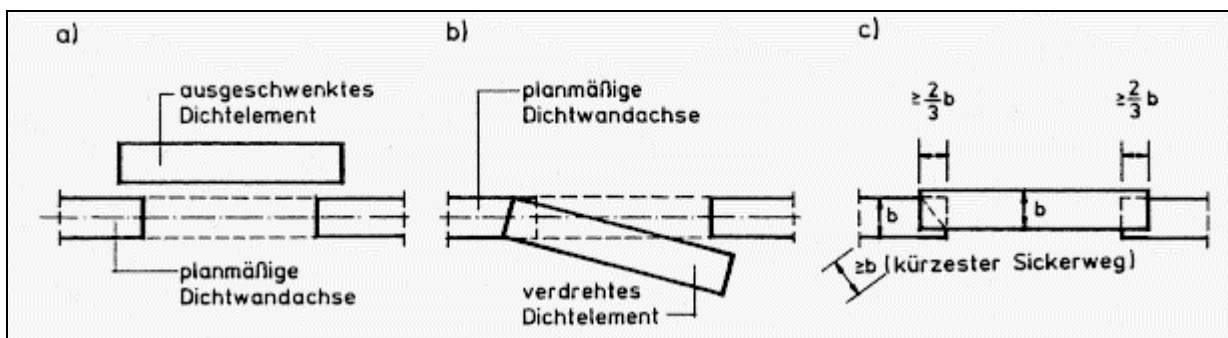 a)
ausgeschwenktes
Dichtelement
planmäßige
Dichtwandachse
b)
planmäßige
Dichtwandachse
verdrehtes
Dichtelement
c)
≥ 2/3 b
≥ 2/3 b
b
b
≥b (kürzester Sickerweg)